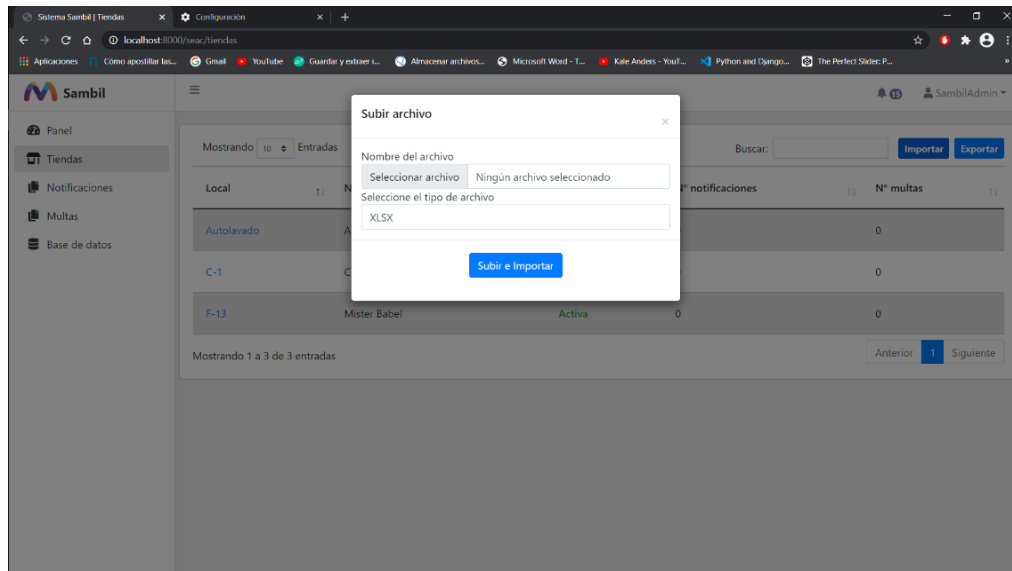 Sistema Sambil | Tiendas
Configuración
localhost:8000/seac/tiendas
Aplicaciones
Cómo apostillar las...
Gmail
YouTube
Guardar y extraer i...
Almacenar archivos...
Microsoft Word - T...
Kale Anders - YouT...
Python and Django...
The Perfect Slider: P...
»
Sambil
15
SambilAdmin
Panel
Tiendas
Notificaciones
Multas
Base de datos
Subir archivo
×
Nombre del archivo
Seleccionar archivo Ningún archivo seleccionado
Seleccione el tipo de archivo
XLSX
Subir e Importar
Mostrando 10 Entradas
Buscar:
Importar
Exportar
Local N° notificaciones N° multas
Autolavado 0
C-1 0
F-13 Mister Babel Activa 0 0
Mostrando 1 a 3 de 3 entradas
Anterior 1 Siguiente